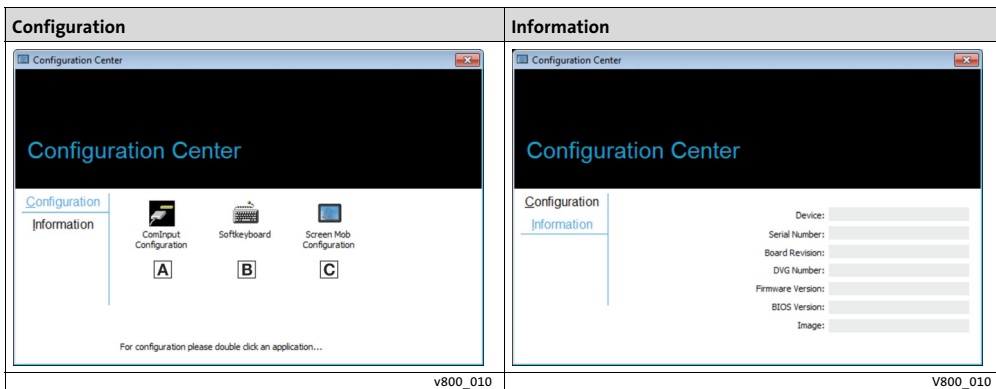 Configuration
Configuration Center
Configuration Center
Configuration
Information
ComInput
Configuration
Softkeyboard
Screen Mob
Configuration
A
B
C
For configuration please double click an application...
v800_010
Information
Configuration Center
Configuration Center
Configuration
Information
Device:
Serial Number:
Board Revision:
DVG Number:
Firmware Version:
BIOS Version:
Image:
V800_010